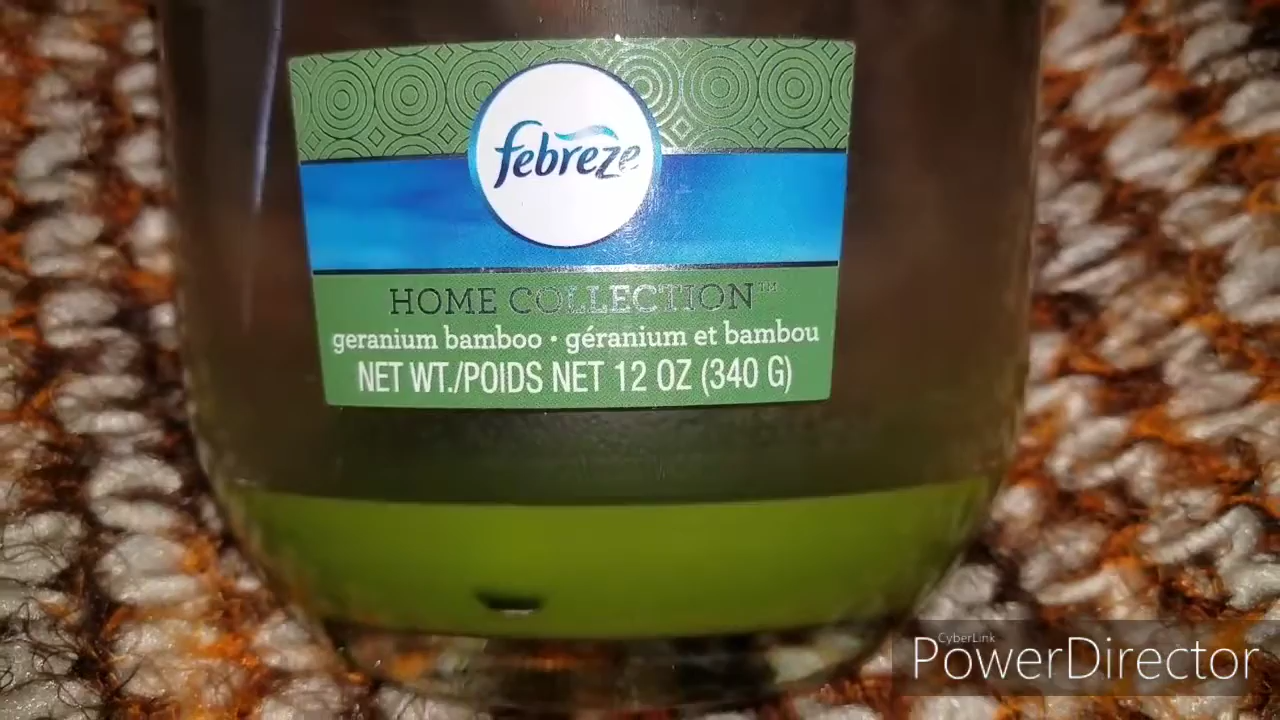 febreze
HOME COLLECTION™
geranium bamboo • géranium et bambou
NET WT./POIDS NET 12 OZ (340 G)
CyberLink
PowerDirector